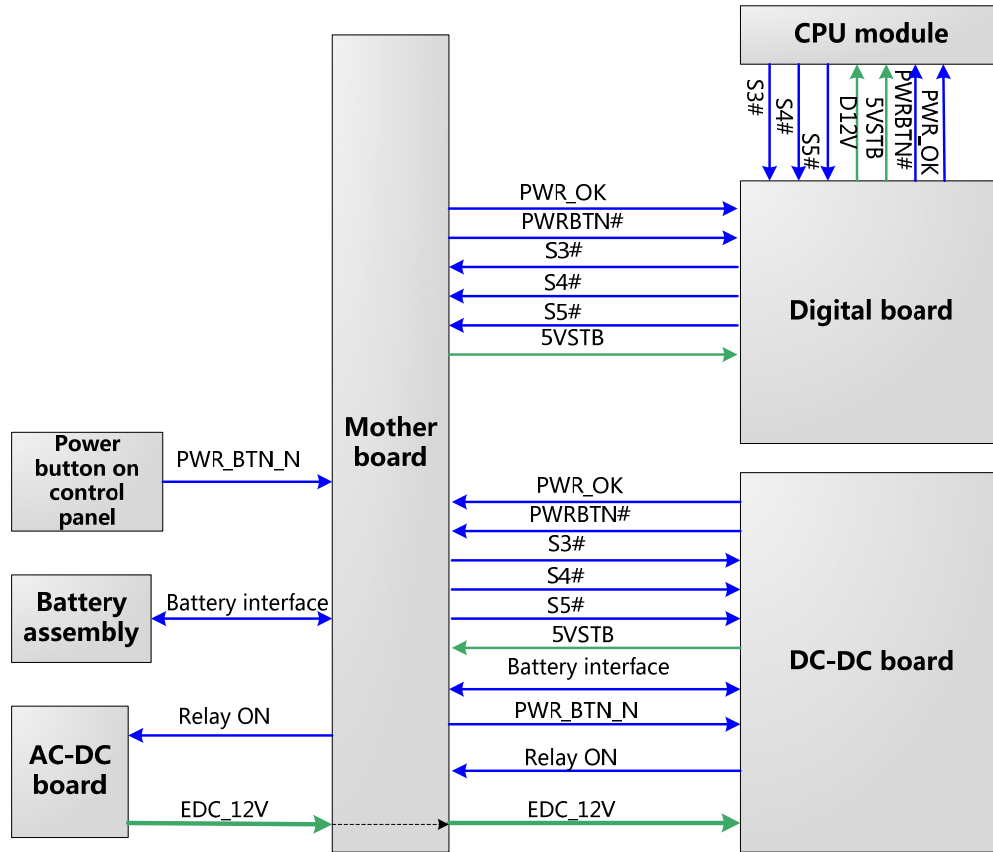 CPU module
S3#
S4#
S5#
D12V
5VSTB
PWRBTN#
PWR_OK
PWR_OK
PWRBTN#
S3#
S4#
S5#
5VSTB
Digital board
Mother
board
Power
button on
control
panel
PWR_BTN_N
Battery
assembly
Battery interface
AC-DC
board
Relay ON
EDC_12V
PWR_OK
PWRBTN#
S3#
S4#
S5#
5VSTB
Battery interface
PWR_BTN_N
Relay ON
EDC_12V
DC-DC board